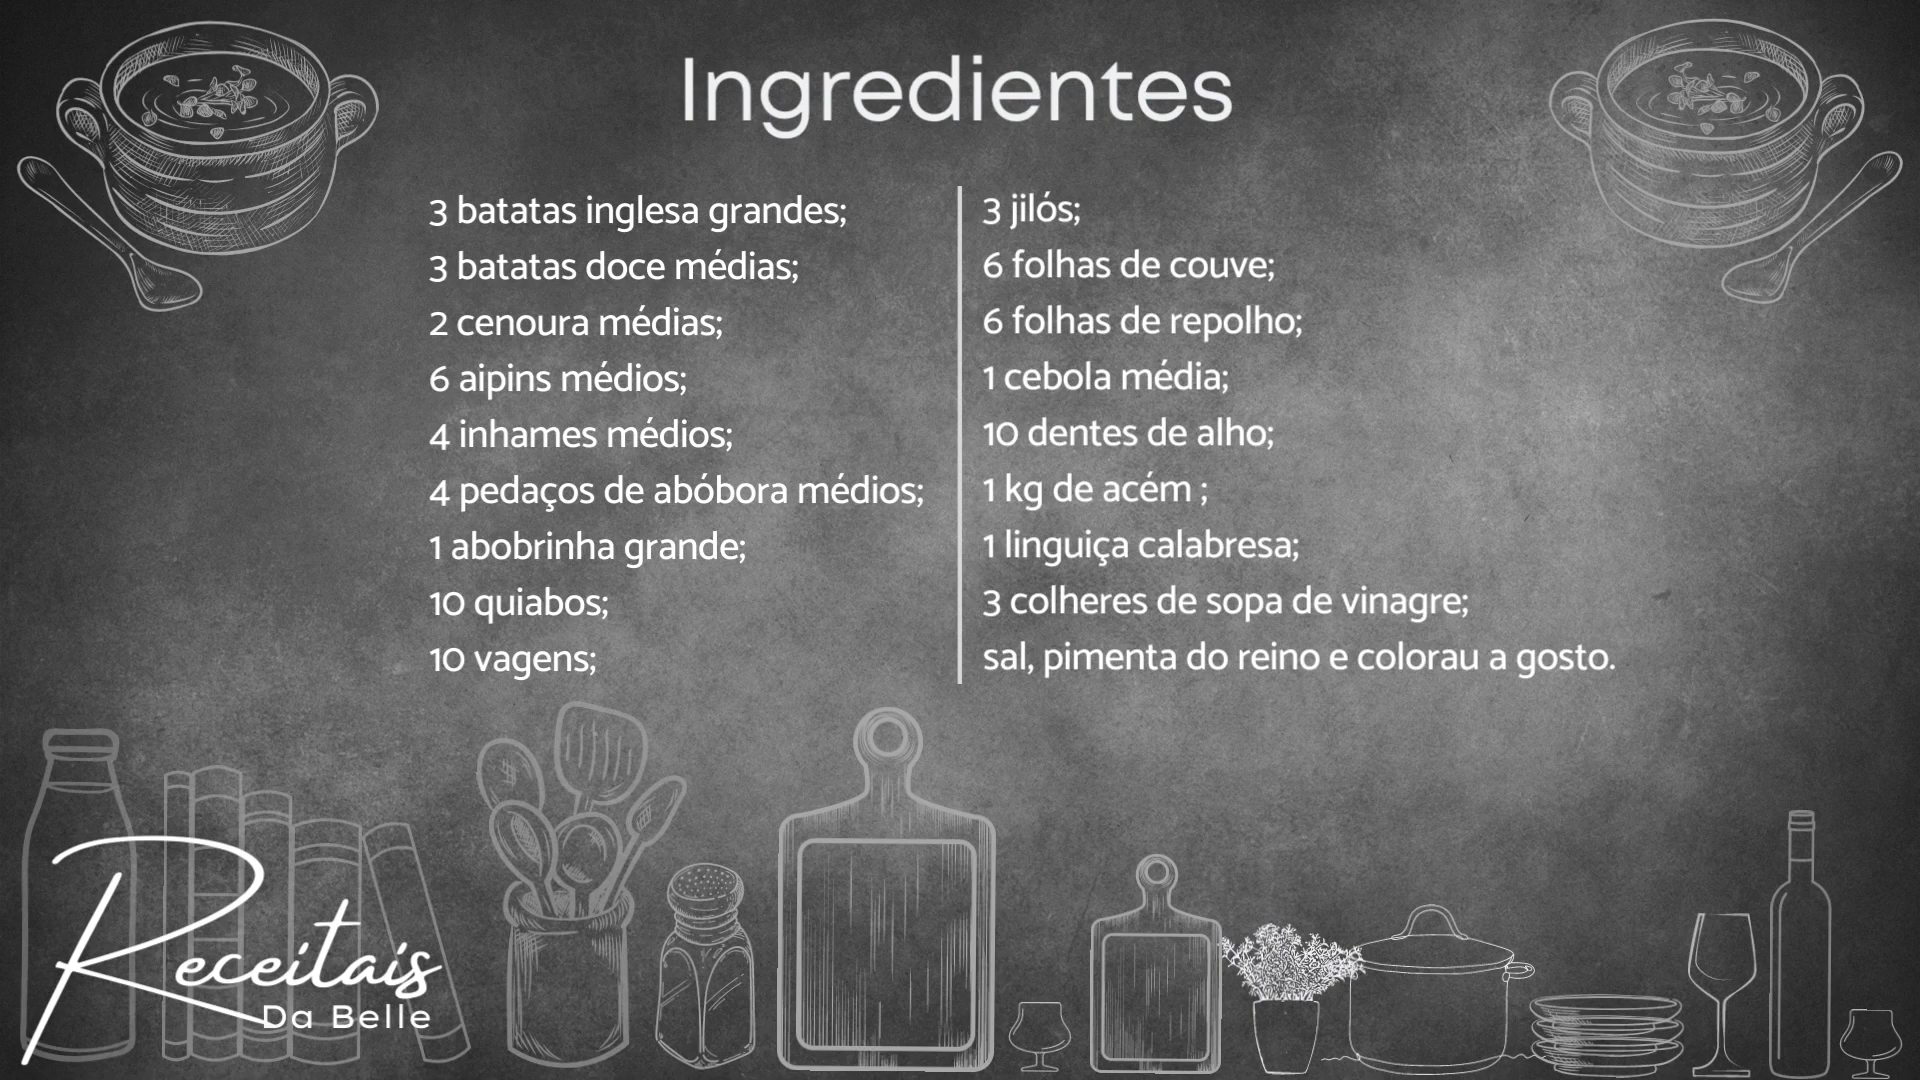 Ingredientes
3 batatas inglesa grandes;
3 batatas doce médias;
2 cenoura médias;
6 aipins médios;
4 inhames médios;
4 pedaços de abóbora médios;
1 abobrinha grande;
10 quiabos;
10 vagens;
3 jilós;
6 folhas de couve;
6 folhas de repolho;
1 cebola média;
10 dentes de alho;
1 kg de acém ;
1 linguiça calabresa;
3 colheres de sopa de vinagre;
sal, pimenta do reino e colorau a gosto.
Receitais
Da Belle